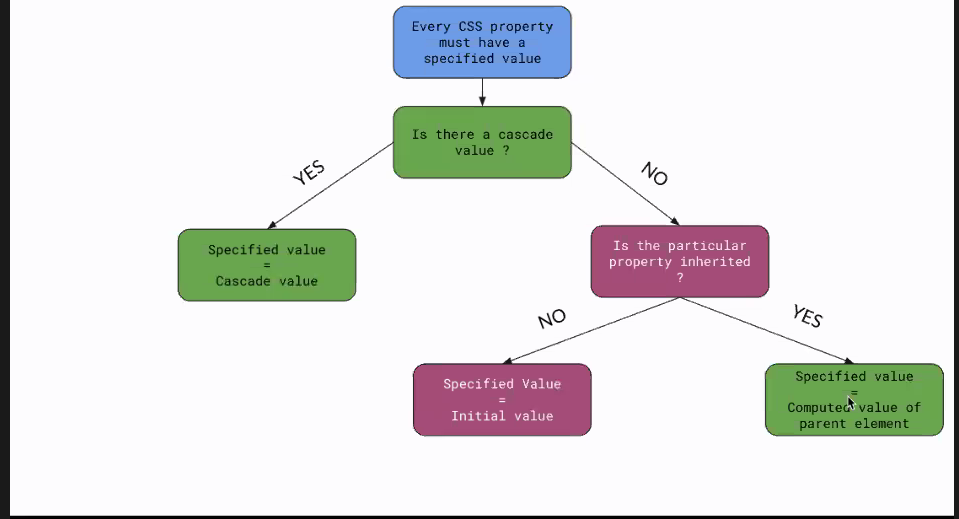 Every CSS property
must have a
specified value
Is there a cascade
value ?
YES
NO
Specified value
=
Cascade value
Is the particular
property inherited
?
NO
YES
Specified Value
=
Initial value
Specified value
=
Computed value of
parent element